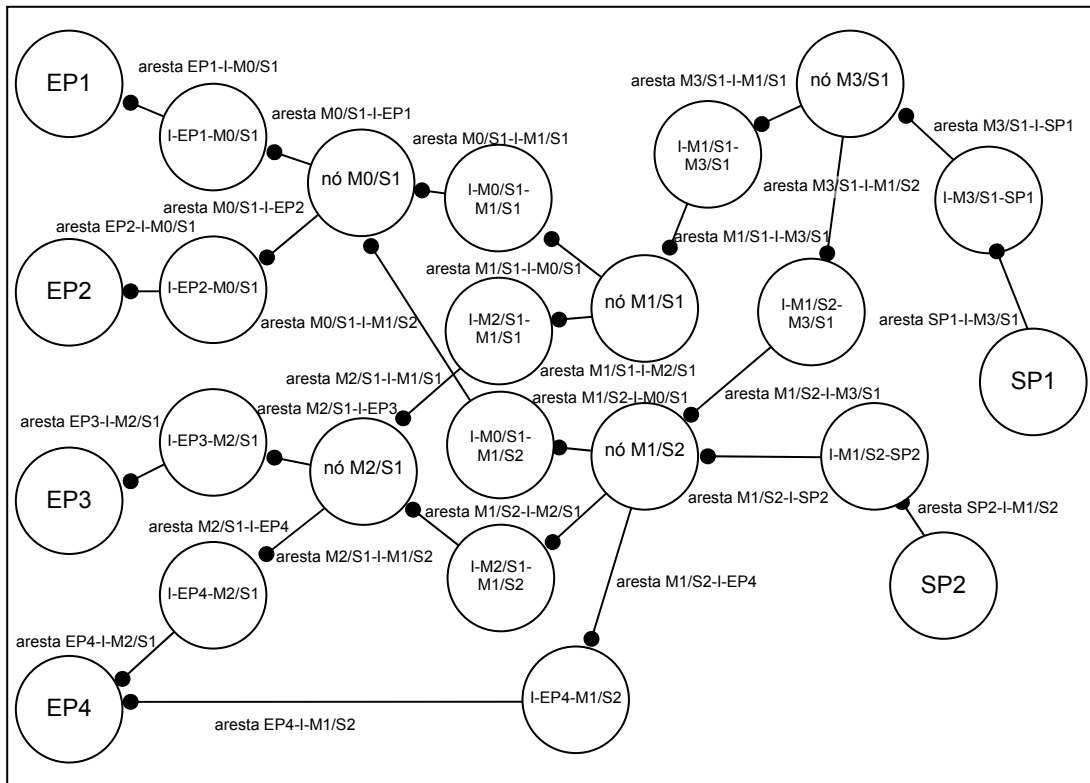 EP1
aresta EP1-I-M0/S1
I-EP1-M0/S1
aresta M0/S1-I-EP1
nó M0/S1
aresta M0/S1-I-M1/S1
I-M0/S1-
M1/S1
aresta M3/S1-I-M1/S1
nó M3/S1
I-M1/S1-
M3/S1
aresta M3/S1-I-SP1
aresta M3/S1-I-M1/S2
I-M3/S1-SP1
aresta M0/S1-I-EP2
aresta EP2-I-M0/S1
EP2
I-EP2-M0/S1
aresta M1/S1-I-M3/S1
aresta M1/S1-I-M0/S1
nó M1/S1
I-M1/S2-
M3/S1
aresta SP1-I-M3/S1
aresta M0/S1-I-M1/S2
I-M2/S1-
M1/S1
aresta M1/S1-I-M2/S1
SP1
aresta M2/S1-I-M1/S1
aresta M1/S2-I-M0/S1
aresta M1/S2-I-M3/S1
aresta EP3-I-M2/S1
aresta M2/S1-I-EP3
I-EP3-M2/S1
I-M0/S1-
M1/S2
nó M1/S2
I-M1/S2-SP2
nó M2/S1
EP3
aresta M1/S2-I-SP2
aresta M1/S2-I-M2/S1
aresta SP2-I-M1/S2
aresta M2/S1-I-EP4
aresta M2/S1-I-M1/S2
I-M2/S1-
M1/S2
aresta M1/S2-I-EP4
SP2
I-EP4-M2/S1
aresta EP4-I-M2/S1
EP4
I-EP4-M1/S2
aresta EP4-I-M1/S2